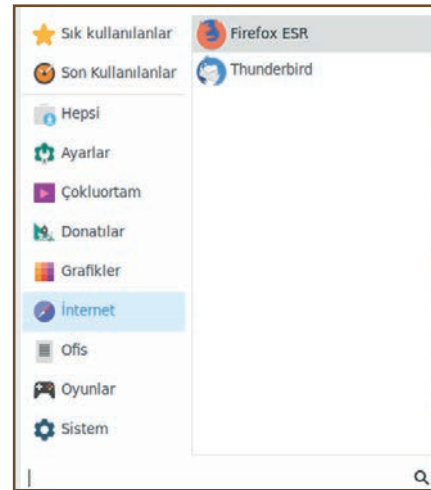 Sık kullanılanlar
Son Kullanılanlar
Hepsi
Ayarlar
Çokluortam
Donatılar
Grafikler
İnternet
Ofis
Oyunlar
Sistem
Firefox ESR
Thunderbird